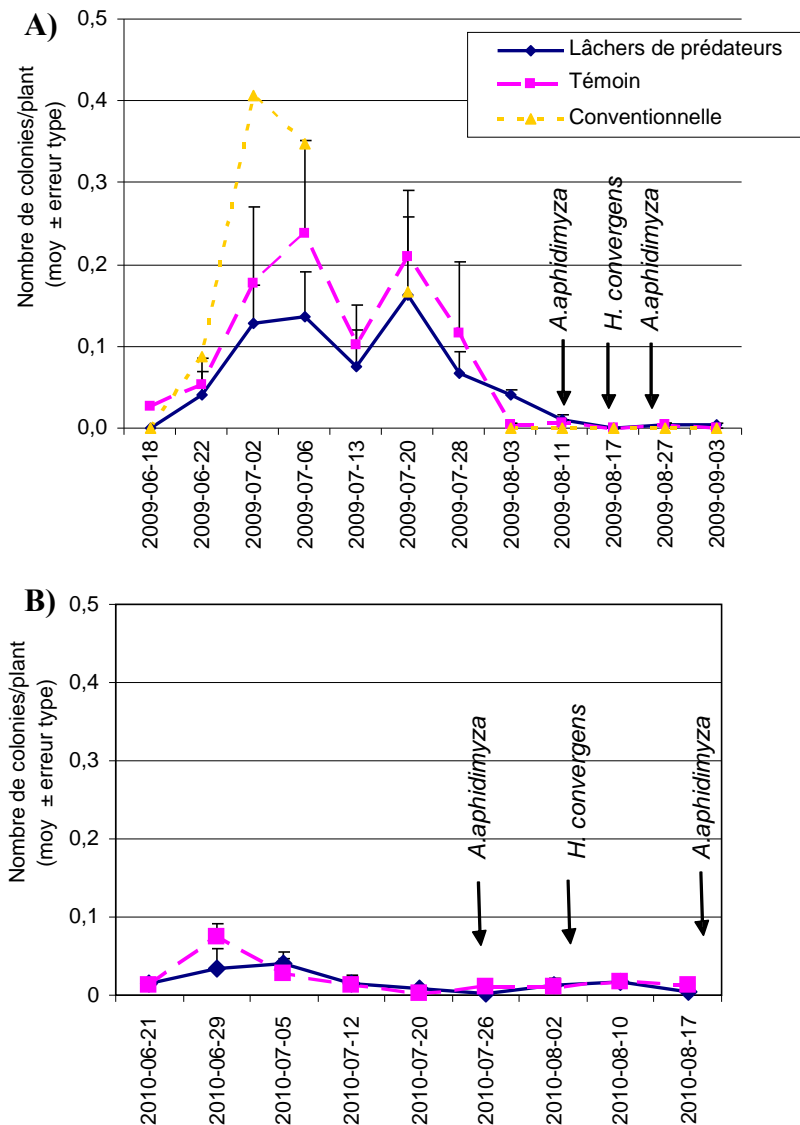 A)
Nombre de colonies/plant
(moy ± erreur type)
0,5
0,4
0,3
0,2
0,1
0,0
Lâchers de prédateurs
Témoin
Conventionnelle
A.aphidimyza
H. convergens
A.aphidimyza
2009-06-18
2009-06-22
2009-07-02
2009-07-06
2009-07-13
2009-07-20
2009-07-28
2009-08-03
2009-08-11
2009-08-17
2009-08-27
2009-09-03
B)
Nombre de colonies/plant
(moy ± erreur type)
0,5
0,4
0,3
0,2
0,1
0
A.aphidimyza
H. convergens
A.aphidimyza
2010-06-21
2010-06-29
2010-07-05
2010-07-12
2010-07-20
2010-07-26
2010-08-02
2010-08-10
2010-08-17